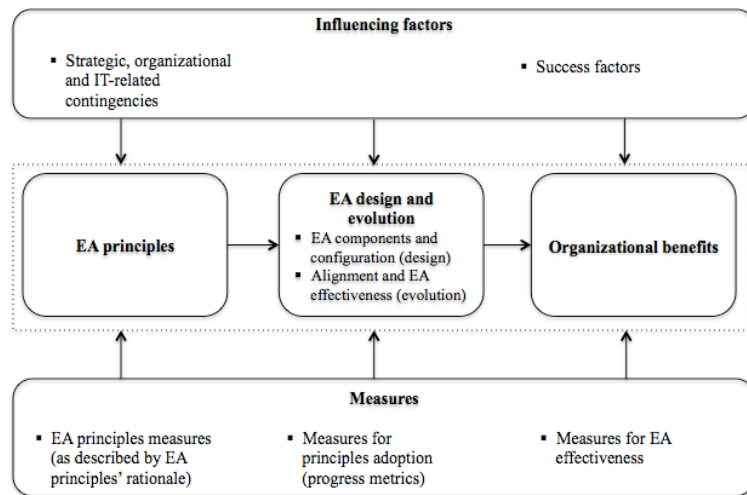 Influencing factors
▪ Strategic, organizational
and IT-related
contingencies
▪ Success factors
EA principles
EA design and
evolution
▪ EA components and
configuration (design)
▪ Alignment and EA
effectiveness (evolution)
Organizational benefits
Measures
▪ EA principles measures
(as described by EA
principles' rationale)
▪ Measures for
principles adoption
(progress metrics)
▪ Measures for EA
effectiveness